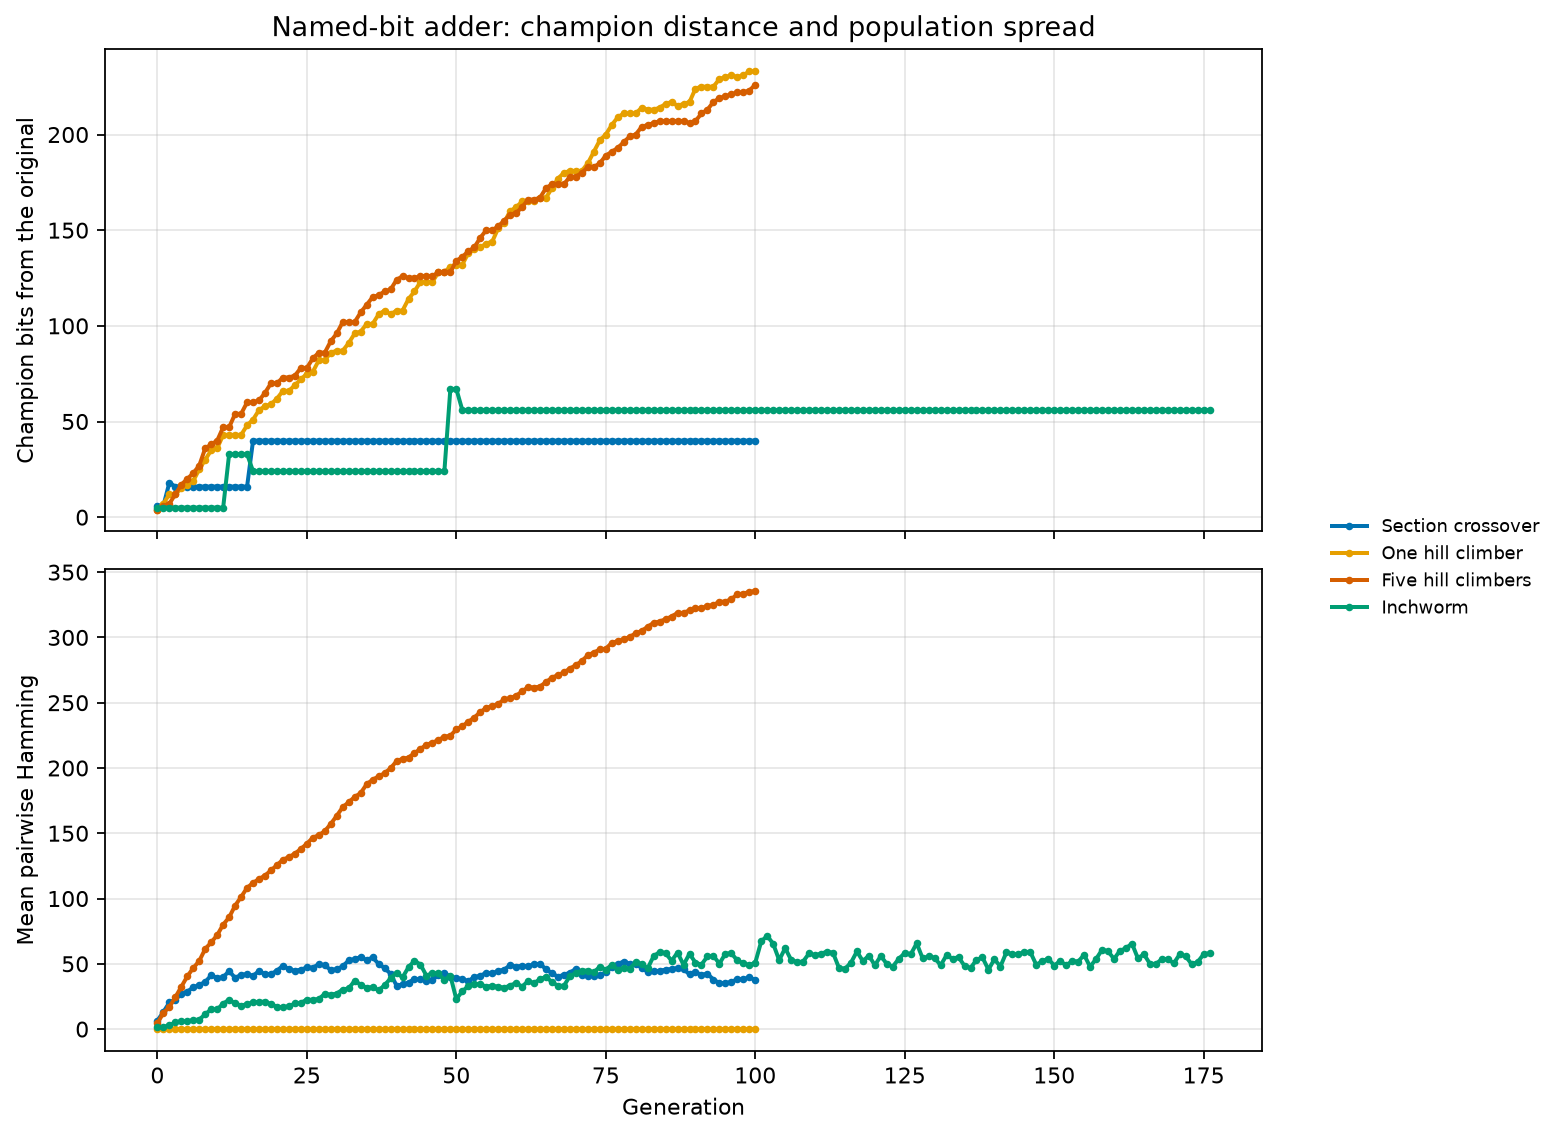 Named-bit adder: champion distance and population spread
Champion bits from the original
200
150
100
50
0
Section crossover
One hill climber
Five hill climbers
Inchworm
Mean pairwise Hamming
350
300
250
200
150
100
50
0
0 25 50 75 100 125 150 175
Generation